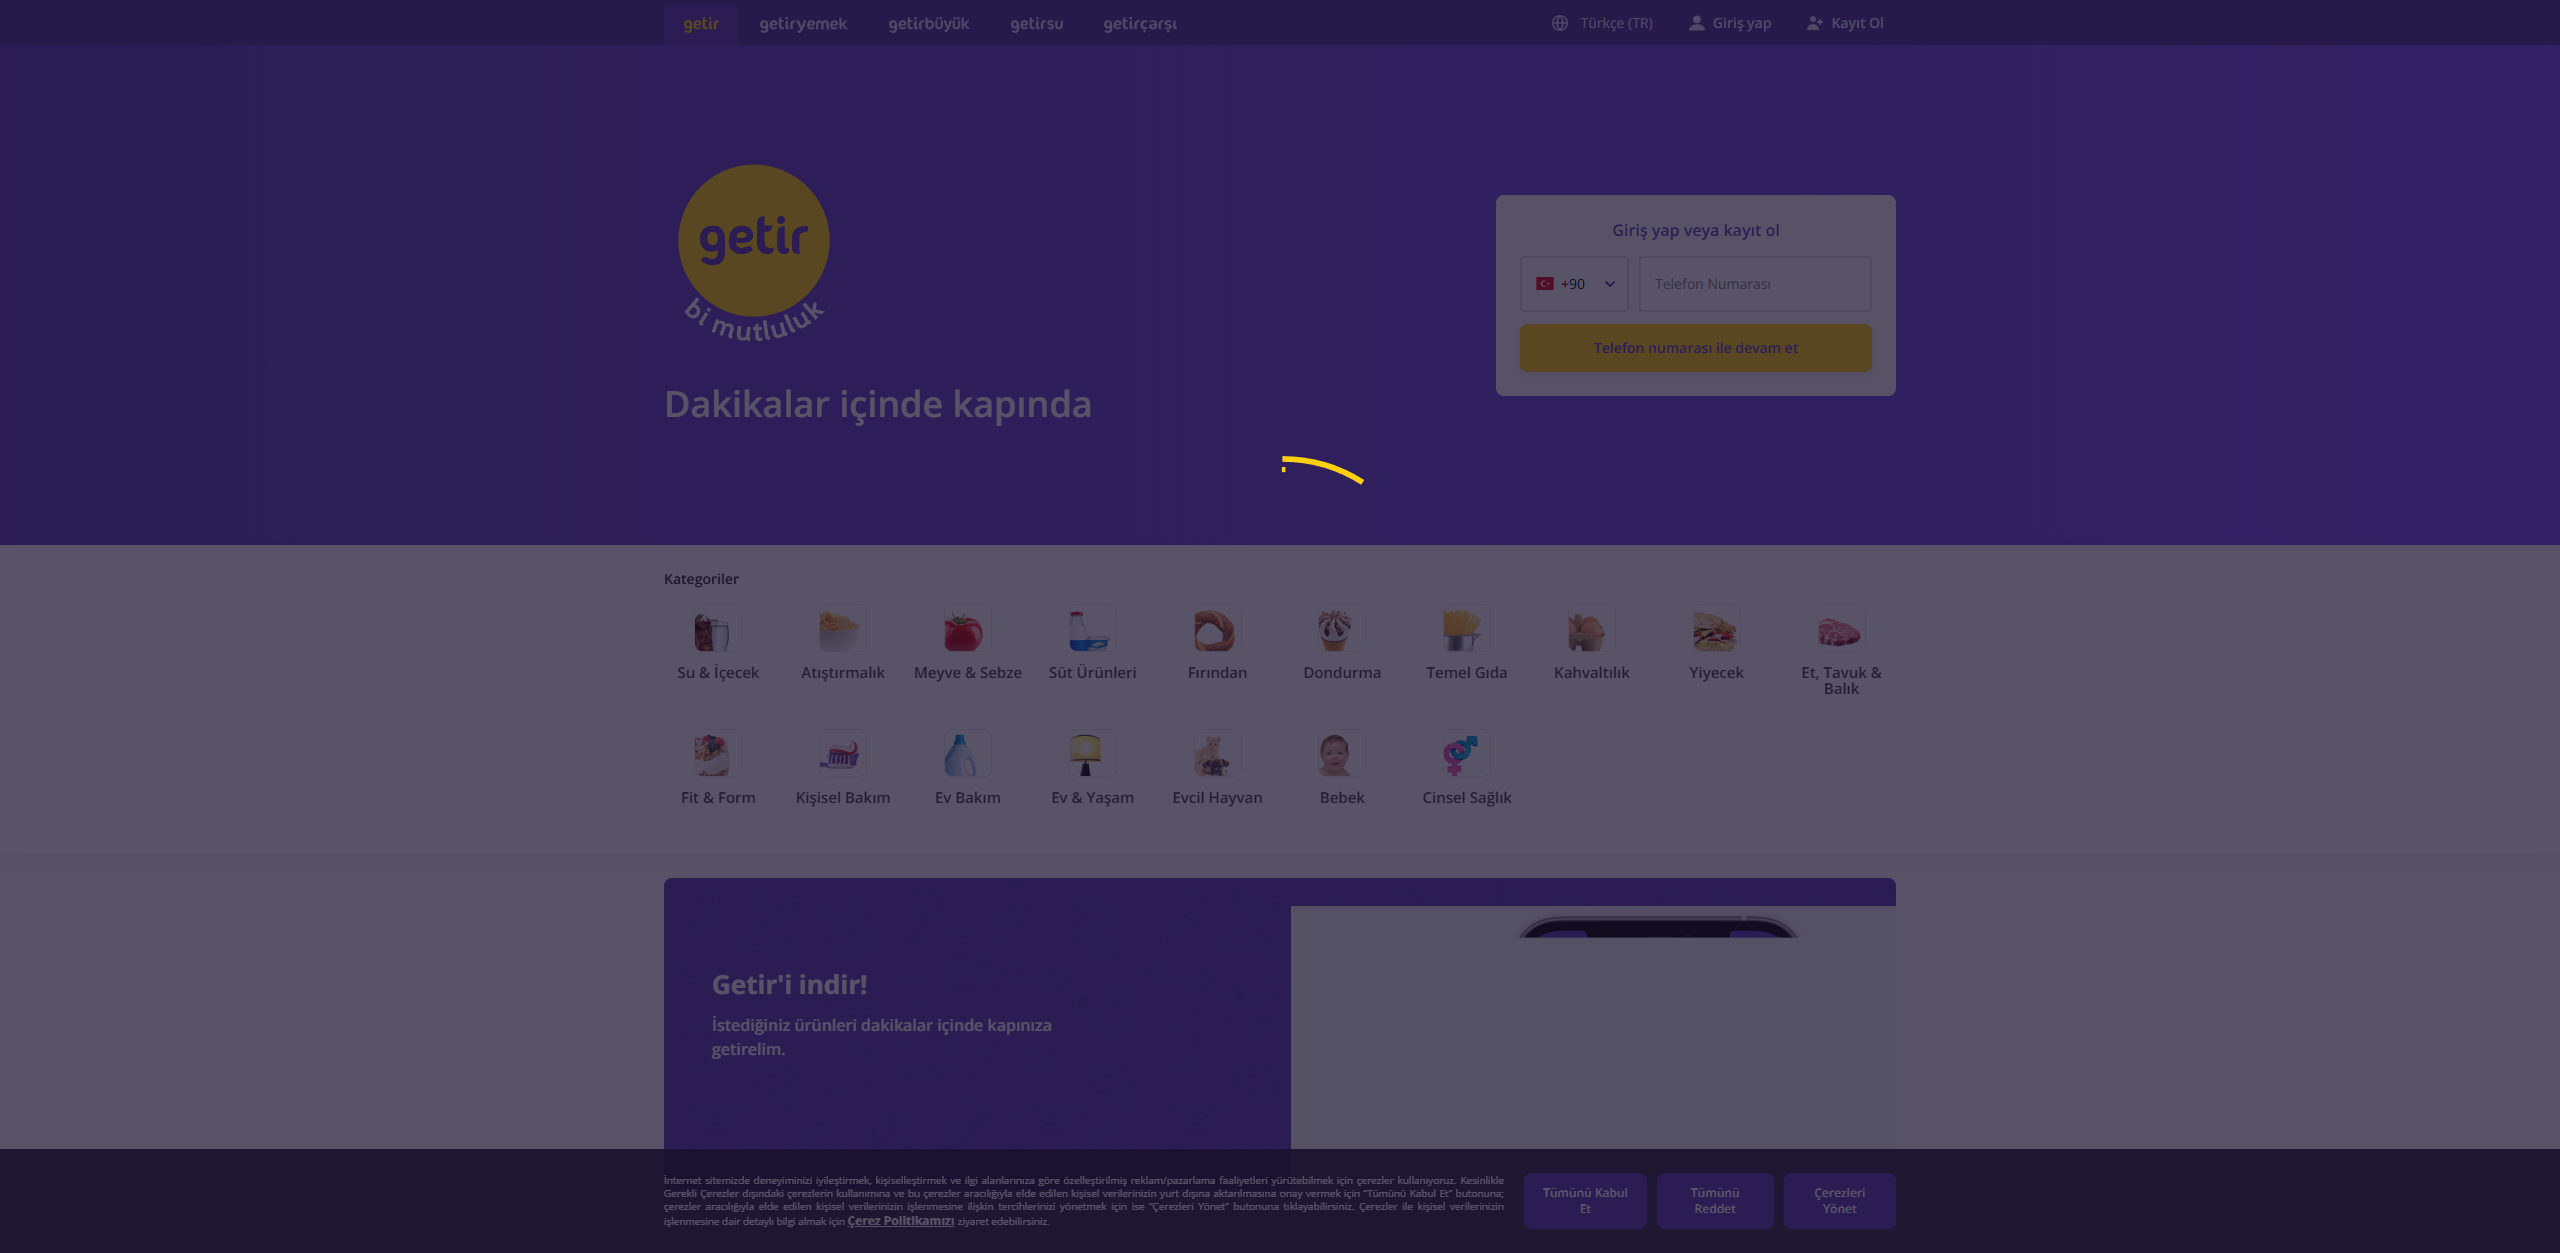 getir getiryemek getirbüyük getirsu getirçarşı Türkçe (TR) Giriş yap Kayıt Ol
getir
bi mutluluk
Dakikalar içinde kapında
Giriş yap veya kayıt ol
+90 Telefon Numarası
Telefon numarası ile devam et
Kategoriler
Su & İçecek Atıştırmalık Meyve & Sebze Süt Ürünleri Fırından Dondurma Temel Gıda Kahvaltılık Yiyecek Et, Tavuk &
Balık
Fit & Form Kişisel Bakım Ev Bakım Ev & Yaşam Evcil Hayvan Bebek Cinsel Sağlık
Getir'i indir!
İstediğiniz ürünleri dakikalar içinde kapınıza
getirelim.
İnternet sitemizde deneyiminizi iyileştirmek, kişiselleştirmek ve ilgi alanlarınıza göre özelleştirilmiş reklam/pazarlama faaliyetleri yürütebilmek için çerezler kullanıyoruz. Kesinlikle
Gerekli Çerezler dışındaki çerezlerin kullanımına ve bu çerezler aracılığıyla elde edilen kişisel verilerinizin yurt dışına aktarılmasına onay vermek için “Tümünü Kabul Et” butonuna;
çerezler aracılığıyla elde edilen kişisel verilerinizin işlenmesine ilişkin tercihlerinizi yönetmek için ise “Çerezleri Yönet” butonuna tıklayabilirsiniz. Çerezler ile kişisel verilerinizin
işlenmesine dair detaylı bilgi almak için Çerez Politikamızı ziyaret edebilirsiniz.
Tümünü Kabul
Et
Tümünü
Reddet
Çerezleri
Yönet